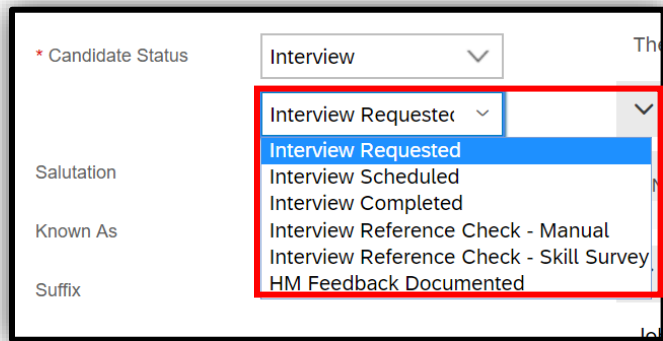 * Candidate Status
Interview
The
Interview Requested
Interview Requested
Interview Scheduled
Interview Completed
Salutation
Interview Reference Check - Manual
Known As
Interview Reference Check - Skill Survey
HM Feedback Documented
Suffix